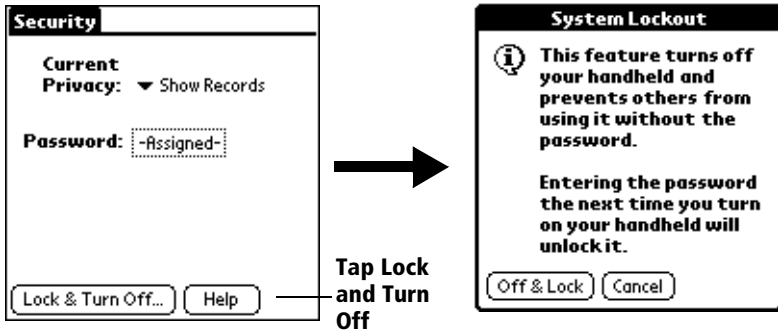 Security
Current
Privacy: Show Records
Password: -Assigned-
Lock & Turn Off...
Help
Tap Lock
and Turn
Off
System Lockout
This feature turns off
your handheld and
prevents others from
using it without the
password.
Entering the password
the next time you turn
on your handheld will
unlock it.
Off & Lock
Cancel